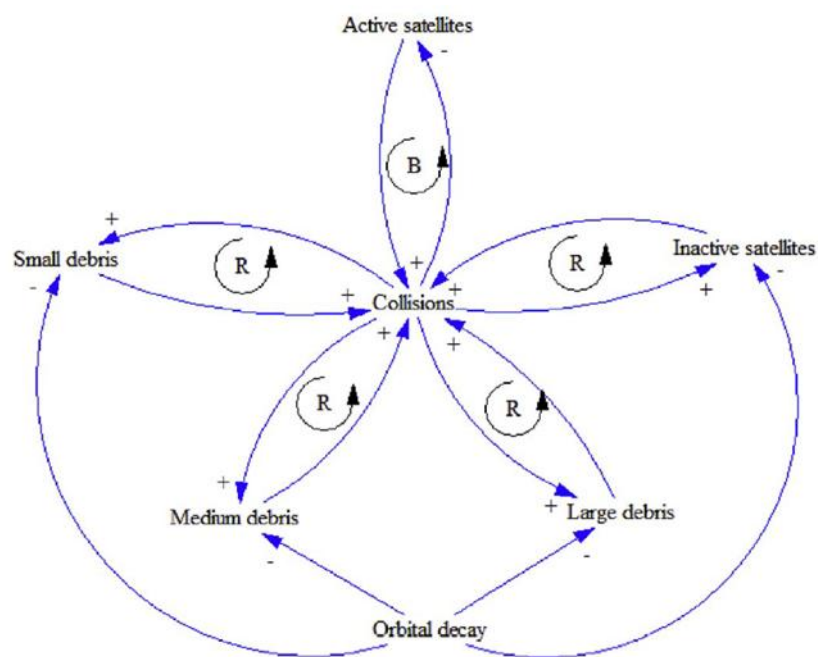 Active satellites
-
B
+
Small debris
-
R
R
Inactive satellites
-
+
+
+
+
Collisions
+
+
R
R
+
Medium debris
-
+
Large debris
-
Orbital decay